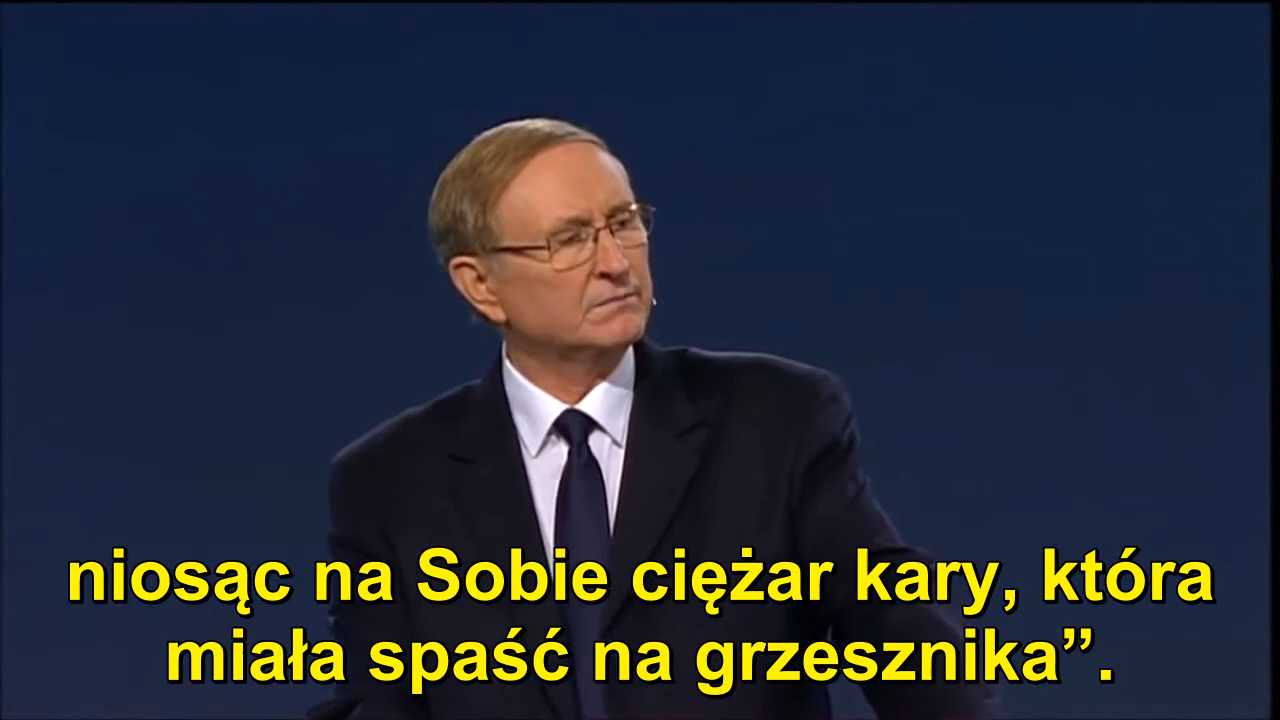 niosąc na Sobie ciężar kary, która
miała spaść na grzesznika”.